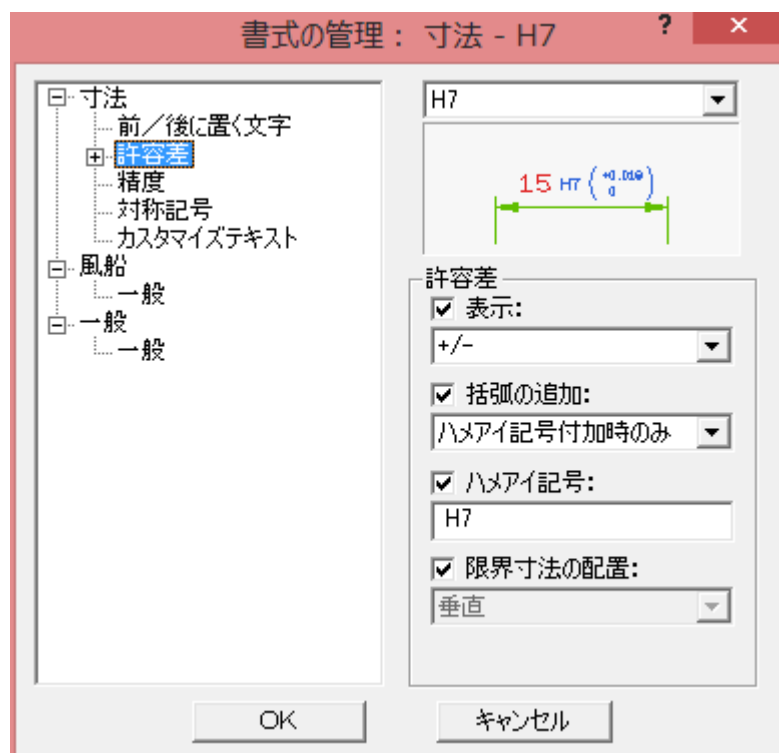 書式の管理： 寸法 - H7
?
×
寸法
前／後に置く文字
許容差
精度
対称記号
カスタマイズテキスト
風船
一般
一般
一般
H7
15 H7 (+0.018 0)
許容差
表示:
+/-
括弧の追加:
ハメアイ記号付加時のみ
ハメアイ記号:
H7
限界寸法の配置:
垂直
OK
キャンセル